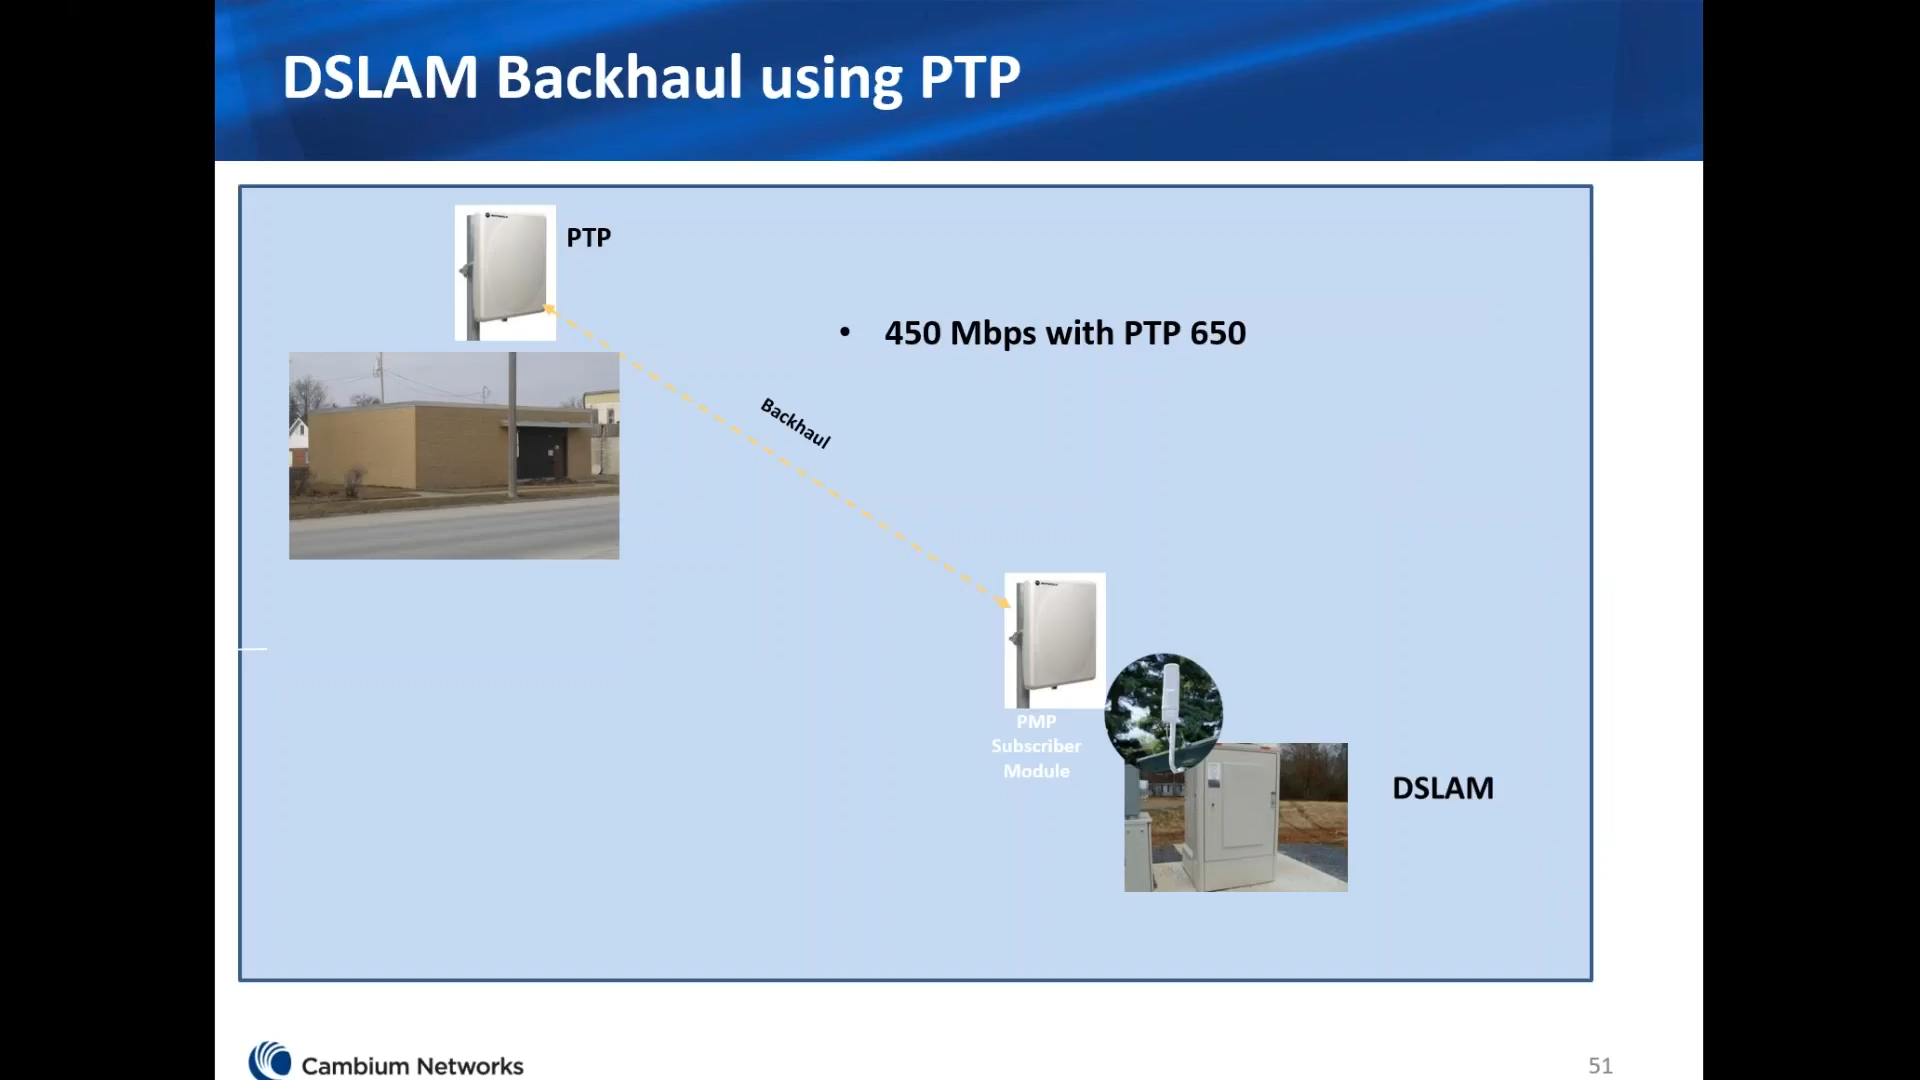 DSLAM Backhaul using PTP
PTP
• 450 Mbps with PTP 650
Backhaul
PMP
Subscriber
Module
DSLAM
Cambium Networks
51